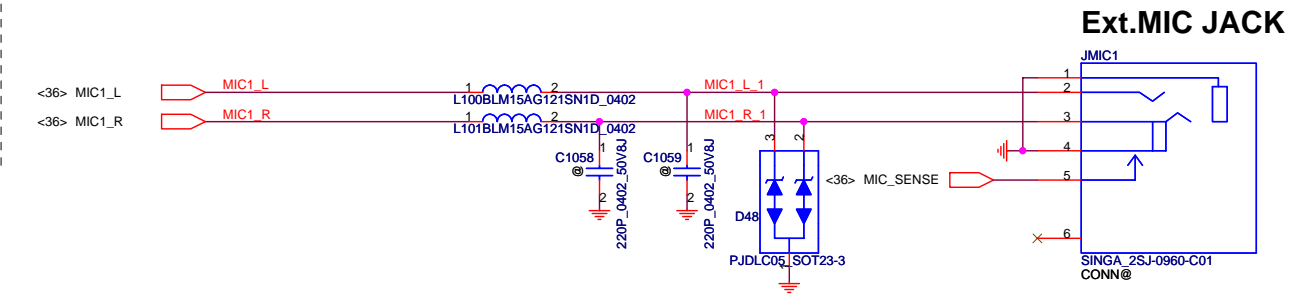 Ext.MIC JACK
JMIC1
<36> MIC1_L
MIC1_L
1
2
L100BLM15AG121SN1D_0402
MIC1_L_1
1
2
<36> MIC1_R
MIC1_R
1
2
L101BLM15AG121SN1D_0402
MIC1_R_1
3
4
5
6
C1058
@
1
2
220P_0402_50V8J
C1059
@
1
2
220P_0402_50V8J
3
2
D48
1
PJDLC05_SOT23-3
<36> MIC_SENSE
SINGA_2SJ-0960-C01
CONN@